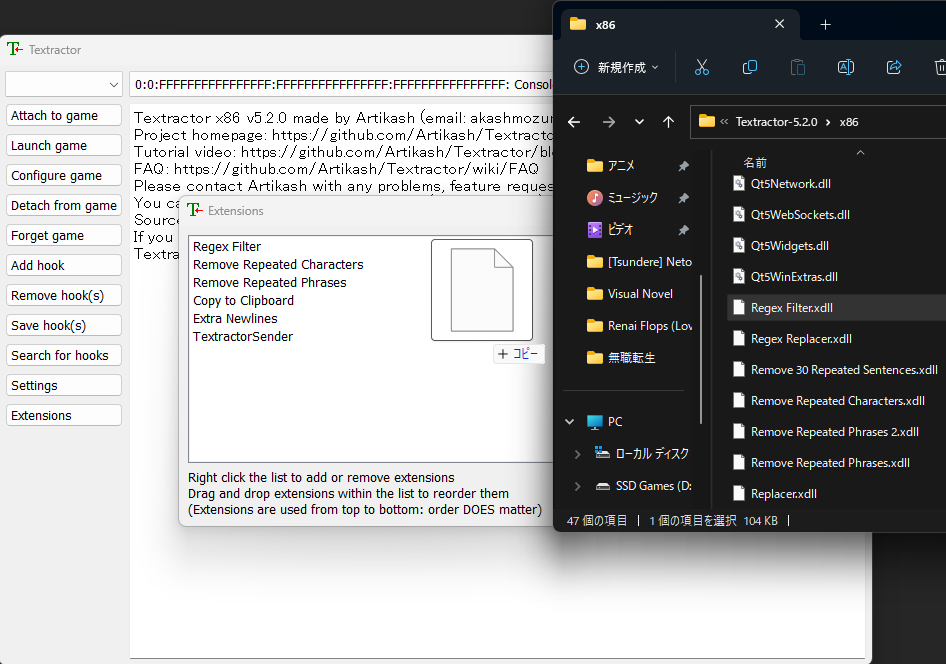 Textractor
0:0:FFFFFFFFFFFFFFFF:FFFFFFFFFFFFFFFF:FFFFFFFFFFFFFFFF: Conso
Attach to game
Launch game
Configure game
Detach from game
Forget game
Add hook
Remove hook(s)
Save hook(s)
Search for hooks
Settings
Extensions
Textractor x86 v5.2.0 made by Artikash (email: akashmozu
Project homepage: https://github.com/Artikash/Textracto
Tutorial video: https://github.com/Artikash/Textractor/bl
FAQ: https://github.com/Artikash/Textractor/wiki/FAQ
Please contact Artikash with any problems, feature reques
You ca
Sourc
If you
Textra
Extensions
Regex Filter
Remove Repeated Characters
Remove Repeated Phrases
Copy to Clipboard
Extra Newlines
TextractorSender
+ コピー
Right click the list to add or remove extensions
Drag and drop extensions within the list to reorder them
(Extensions are used from top to bottom: order DOES matter)
x86
新規作成
« Textractor-5.2.0 › x86
アニメ
ミュージック
ビデオ
[Tsundere] Neto
Visual Novel
Renai Flops (Lov
無職転生
PC
ローカル ディスク
SSD Games (D:
名前
Qt5Network.dll
Qt5WebSockets.dll
Qt5Widgets.dll
Qt5WinExtras.dll
Regex Filter.xdll
Regex Replacer.xdll
Remove 30 Repeated Sentences.xdll
Remove Repeated Characters.xdll
Remove Repeated Phrases 2.xdll
Remove Repeated Phrases.xdll
Replacer.xdll
47 個の項目 | 1 個の項目を選択 104 KB |